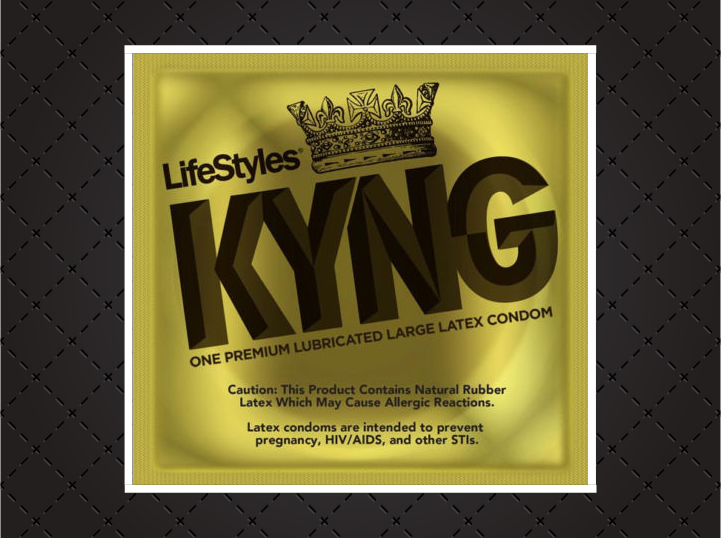 LifeStyles®
KYNG
ONE PREMIUM LUBRICATED LARGE LATEX CONDOM
Caution: This Product Contains Natural Rubber
Latex Which May Cause Allergic Reactions.
Latex condoms are intended to prevent
pregnancy, HIV/AIDS, and other STIs.